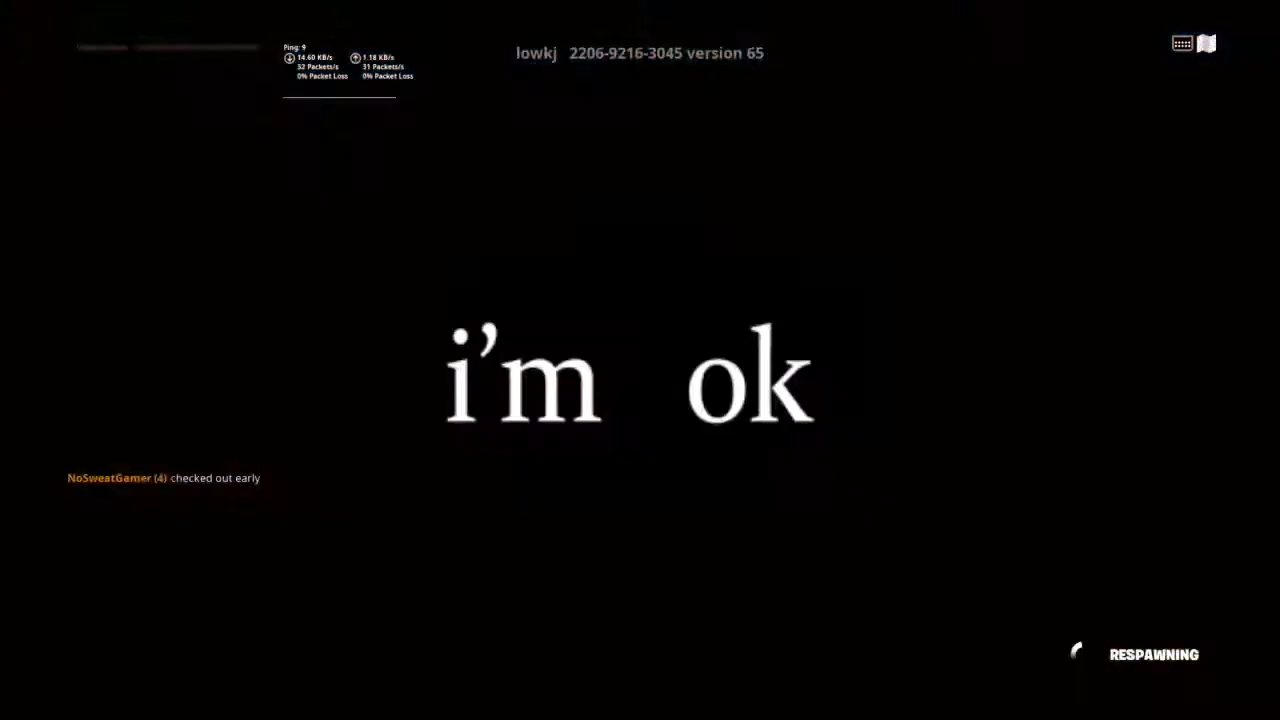 Ping: 9
14.60 KB/s 1.18 KB/s
32 Packets/s 31 Packets/s
0% Packet Loss 0% Packet Loss
lowkj 2206-9216-3045 version 65
i’m ok
NoSweatGamer (4) checked out early
RESPAWNING